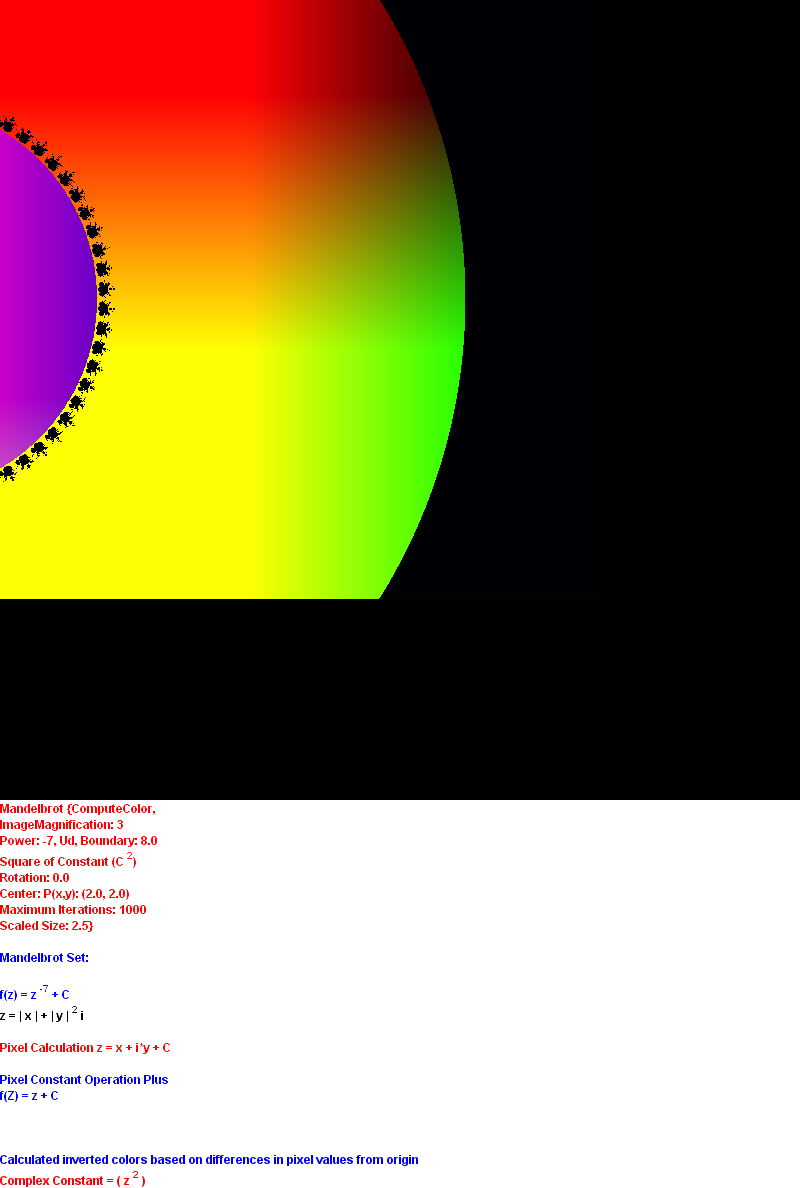 Mandelbrot {ComputeColor,
ImageMagnification: 3
Power: -7, Ud, Boundary: 8.0
Square of Constant (C ²)
Rotation: 0.0
Center: P(x,y): (2.0, 2.0)
Maximum Iterations: 1000
Scaled Size: 2.5}
Mandelbrot Set:
f(z) = z ⁻⁷ + C
z = | x | + | y | ² i
Pixel Calculation z = x + i*y + C
Pixel Constant Operation Plus
f(Z) = z + C
Calculated inverted colors based on differences in pixel values from origin
Complex Constant = ( z ² )